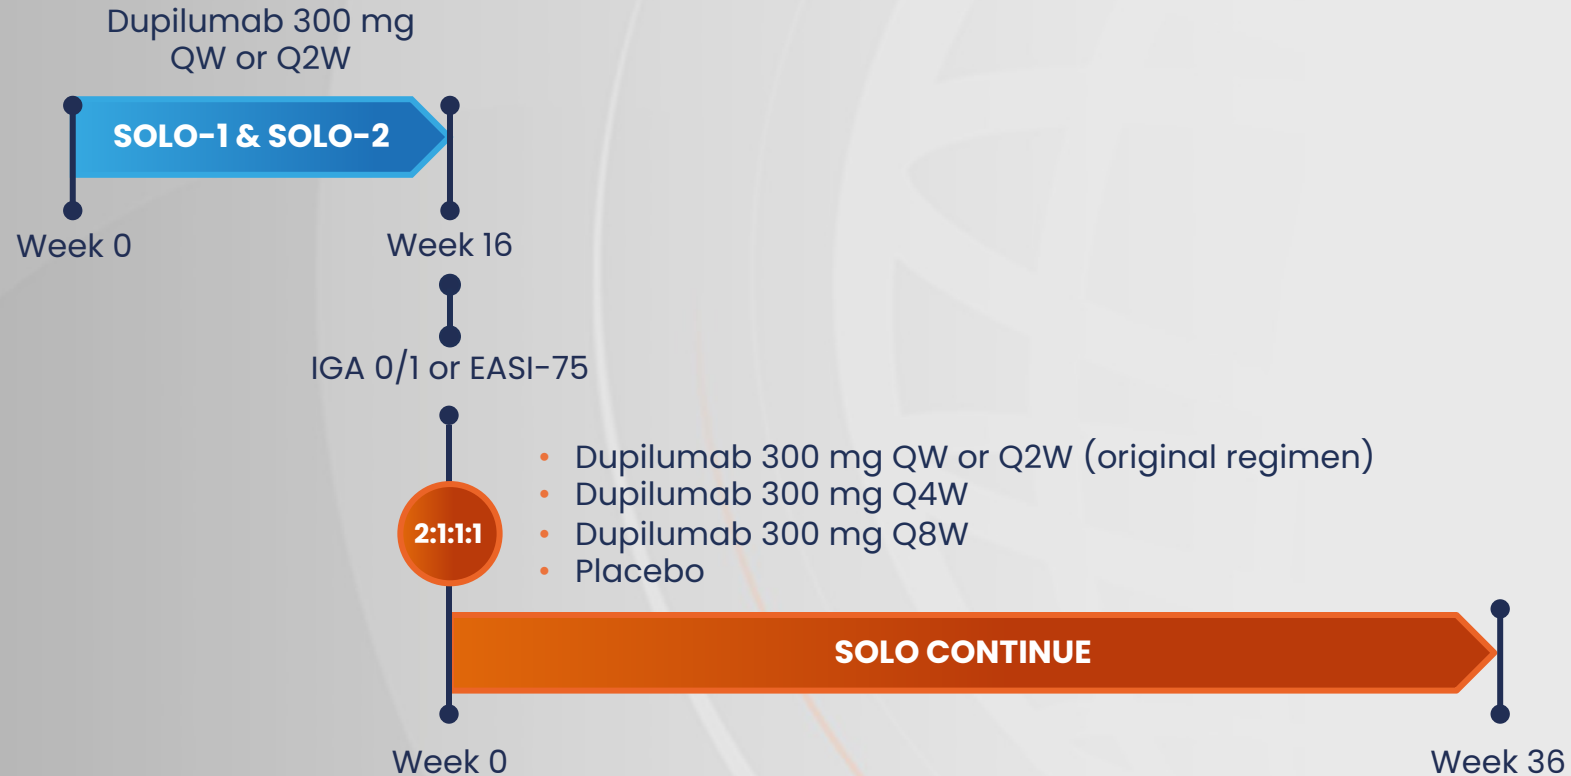 Dupilumab 300 mg
QW or Q2W
SOLO-1 & SOLO-2
Week 0
Week 16
IGA 0/1 or EASI-75
2:1:1:1
• Dupilumab 300 mg QW or Q2W (original regimen)
• Dupilumab 300 mg Q4W
• Dupilumab 300 mg Q8W
• Placebo
SOLO CONTINUE
Week 0
Week 36